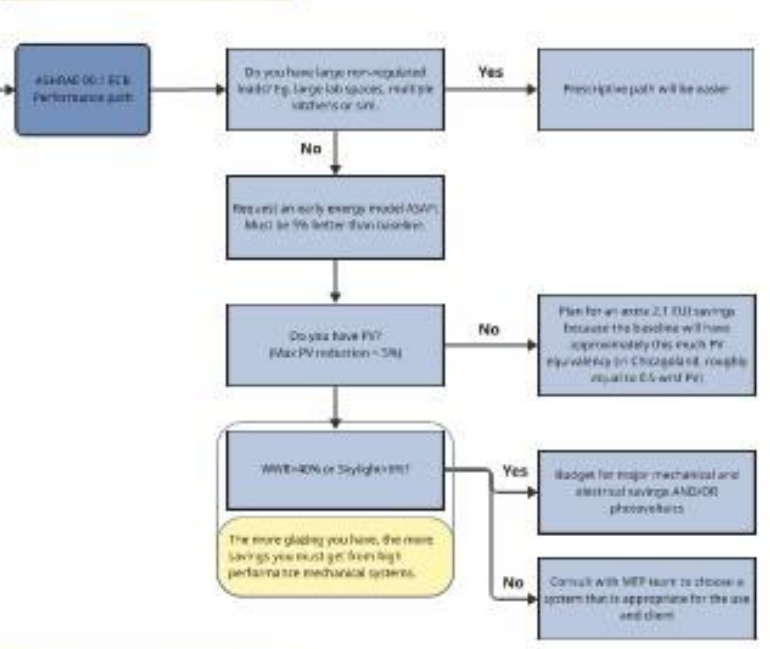 ASHRAE 90.1 ECB
Performance path
Do you have large non-regulated
loads? Eg. large lab spaces, multiple
kitchens or sim.
Yes
Prescriptive path will be easier
No
Request an early energy model ASAP!
Must be 5% better than baseline.
Do you have PV?
(Max PV reduction = 5%)
No
Plan for an extra 2.1 EUI savings
because the baseline will have
approximately this much PV
equivalency (in Chicagoland, roughly
equal to 0.5 PV)
WWR>40% or Skylight>
Yes
Budget for major mechanical and
electrical savings AND/OR
photovoltaics
The more glazing you have, the more
savings you must get from high
performance mechanical systems.
No
Consult with MEP team to choose a
system that is appropriate for the use
and client